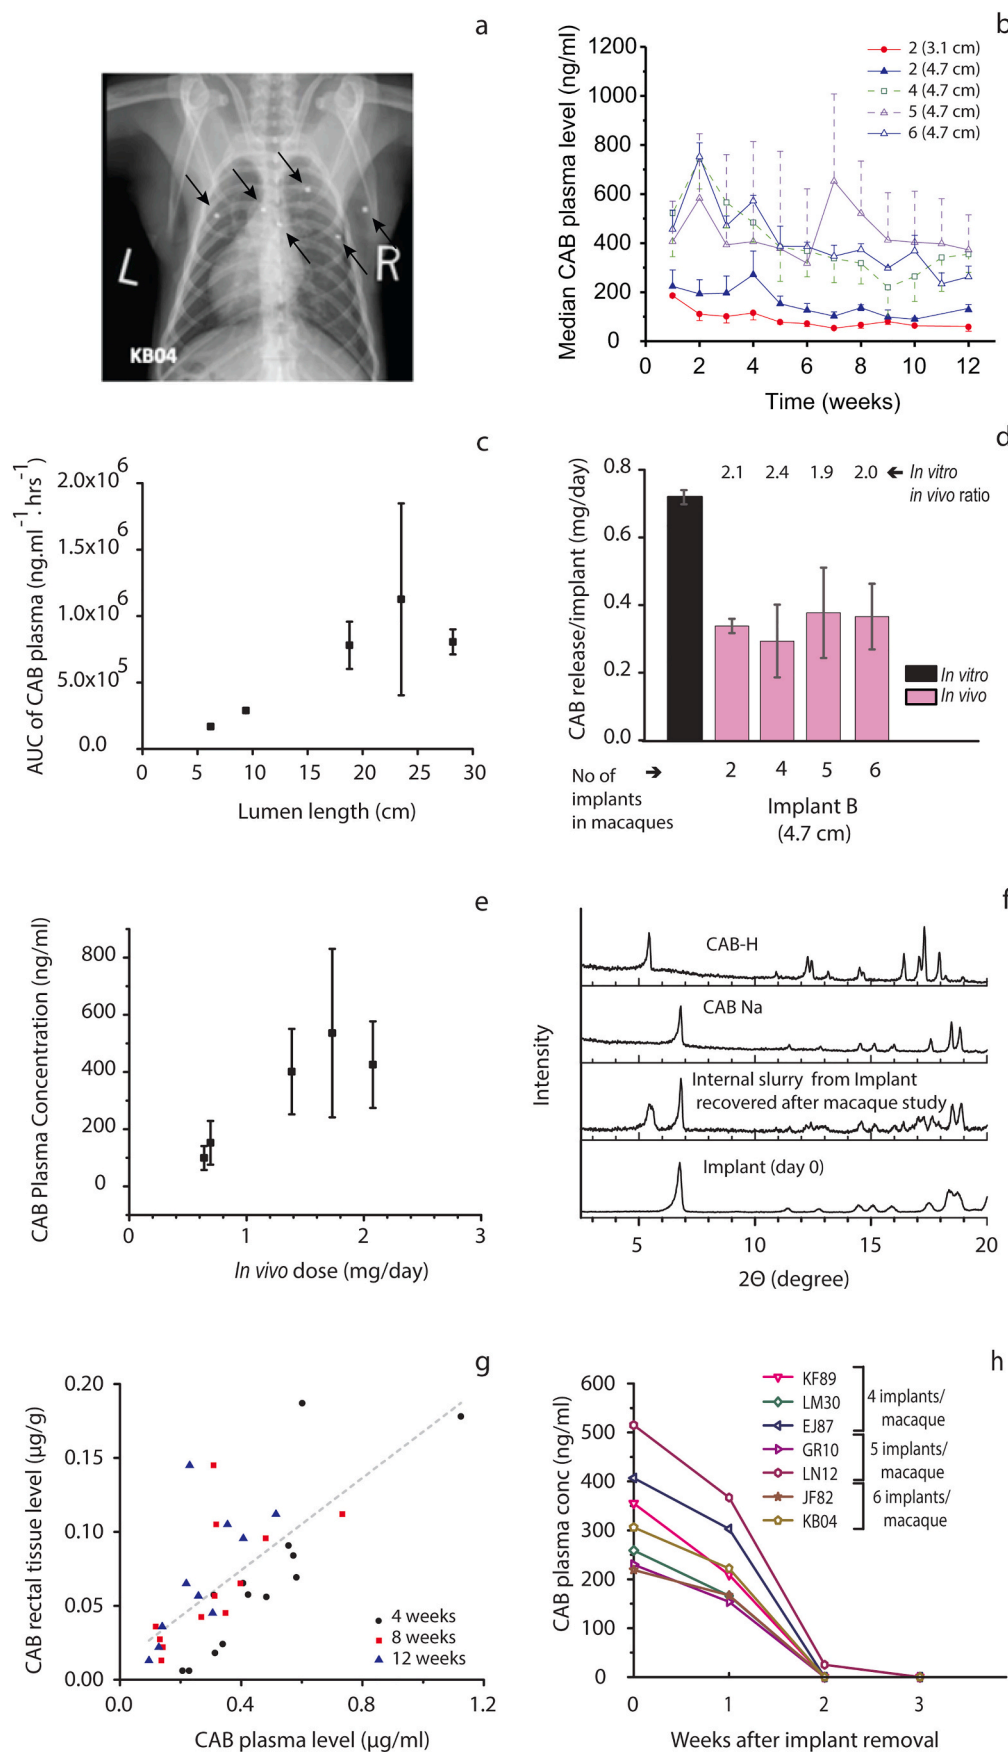 a
L
R
KB04
b
Median CAB plasma level (ng/ml)
1200
1000
800
600
400
200
0
2 (3.1 cm)
2 (4.7 cm)
4 (4.7 cm)
5 (4.7 cm)
6 (4.7 cm)
0 2 4 6 8 10 12
Time (weeks)
c
AUC of CAB plasma (ng.ml⁻¹.hrs⁻¹)
2.0x10⁶
1.5x10⁶
1.0x10⁶
5.0x10⁵
0.0
0 5 10 15 20 25 30
Lumen length (cm)
d
CAB release/implant (mg/day)
0.8
0.6
0.4
0.2
0.0
2.1 2.4 1.9 2.0 ← In vitro
in vivo ratio
In vitro
In vivo
No of → 2 4 5 6
implants
in macaques
Implant B
(4.7 cm)
e
CAB Plasma Concentration (ng/ml)
800
600
400
200
0
0 1 2 3
In vivo dose (mg/day)
f
Intensity
CAB-H
CAB Na
Internal slurry from Implant
recovered after macaque study
Implant (day 0)
5 10 15 20
2Θ (degree)
g
CAB rectal tissue level (µg/g)
0.20
0.15
0.10
0.05
0.00
4 weeks
8 weeks
12 weeks
0.0 0.4 0.8 1.2
CAB plasma level (µg/ml)
h
CAB plasma conc (ng/ml)
600
500
400
300
200
100
0
KF89
LM30
EJ87
GR10
LN12
JF82
KB04
4 implants/
macaque
5 implants/
macaque
6 implants/
macaque
0 1 2 3
Weeks after implant removal